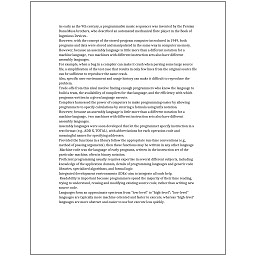 As early as the 9th century, a programmable music sequencer was invented by the Persian
Banu Musa brothers, who described an automated mechanical flute player in the Book of
Ingenious Devices.
However, with the concept of the stored-program computer introduced in 1949, both
programs and data were stored and manipulated in the same way in computer memory.
However, because an assembly language is little more than a different notation for a
machine language, two machines with different instruction sets also have different
assembly languages.
For example, when a bug in a compiler can make it crash when parsing some large source
file, a simplification of the test case that results in only few lines from the original source file
can be sufficient to reproduce the same crash.
Also, specific user environment and usage history can make it difficult to reproduce the
problem.
Trade-offs from this ideal involve finding enough programmers who know the language to
build a team, the availability of compilers for that language, and the efficiency with which
programs written in a given language execute.
Compilers harnessed the power of computers to make programming easier by allowing
programmers to specify calculations by entering a formula using infix notation.
However, because an assembly language is little more than a different notation for a
machine language, two machines with different instruction sets also have different
assembly languages.
Assembly languages were soon developed that let the programmer specify instruction in a
text format (e.g., ADD X, TOTAL), with abbreviations for each operation code and
meaningful names for specifying addresses.
Provided the functions in a library follow the appropriate run-time conventions (e.g.,
method of passing arguments), then these functions may be written in any other language.
Machine code was the language of early programs, written in the instruction set of the
particular machine, often in binary notation.
Proficient programming usually requires expertise in several different subjects, including
knowledge of the application domain, details of programming languages and generic code
libraries, specialized algorithms, and formal logic.
Integrated development environments (IDEs) aim to integrate all such help.
Readability is important because programmers spend the majority of their time reading,
trying to understand, reusing and modifying existing source code, rather than writing new
source code.
Languages form an approximate spectrum from "low-level" to "high-level"; "low-level"
languages are typically more machine-oriented and faster to execute, whereas "high-level"
languages are more abstract and easier to use but execute less quickly.